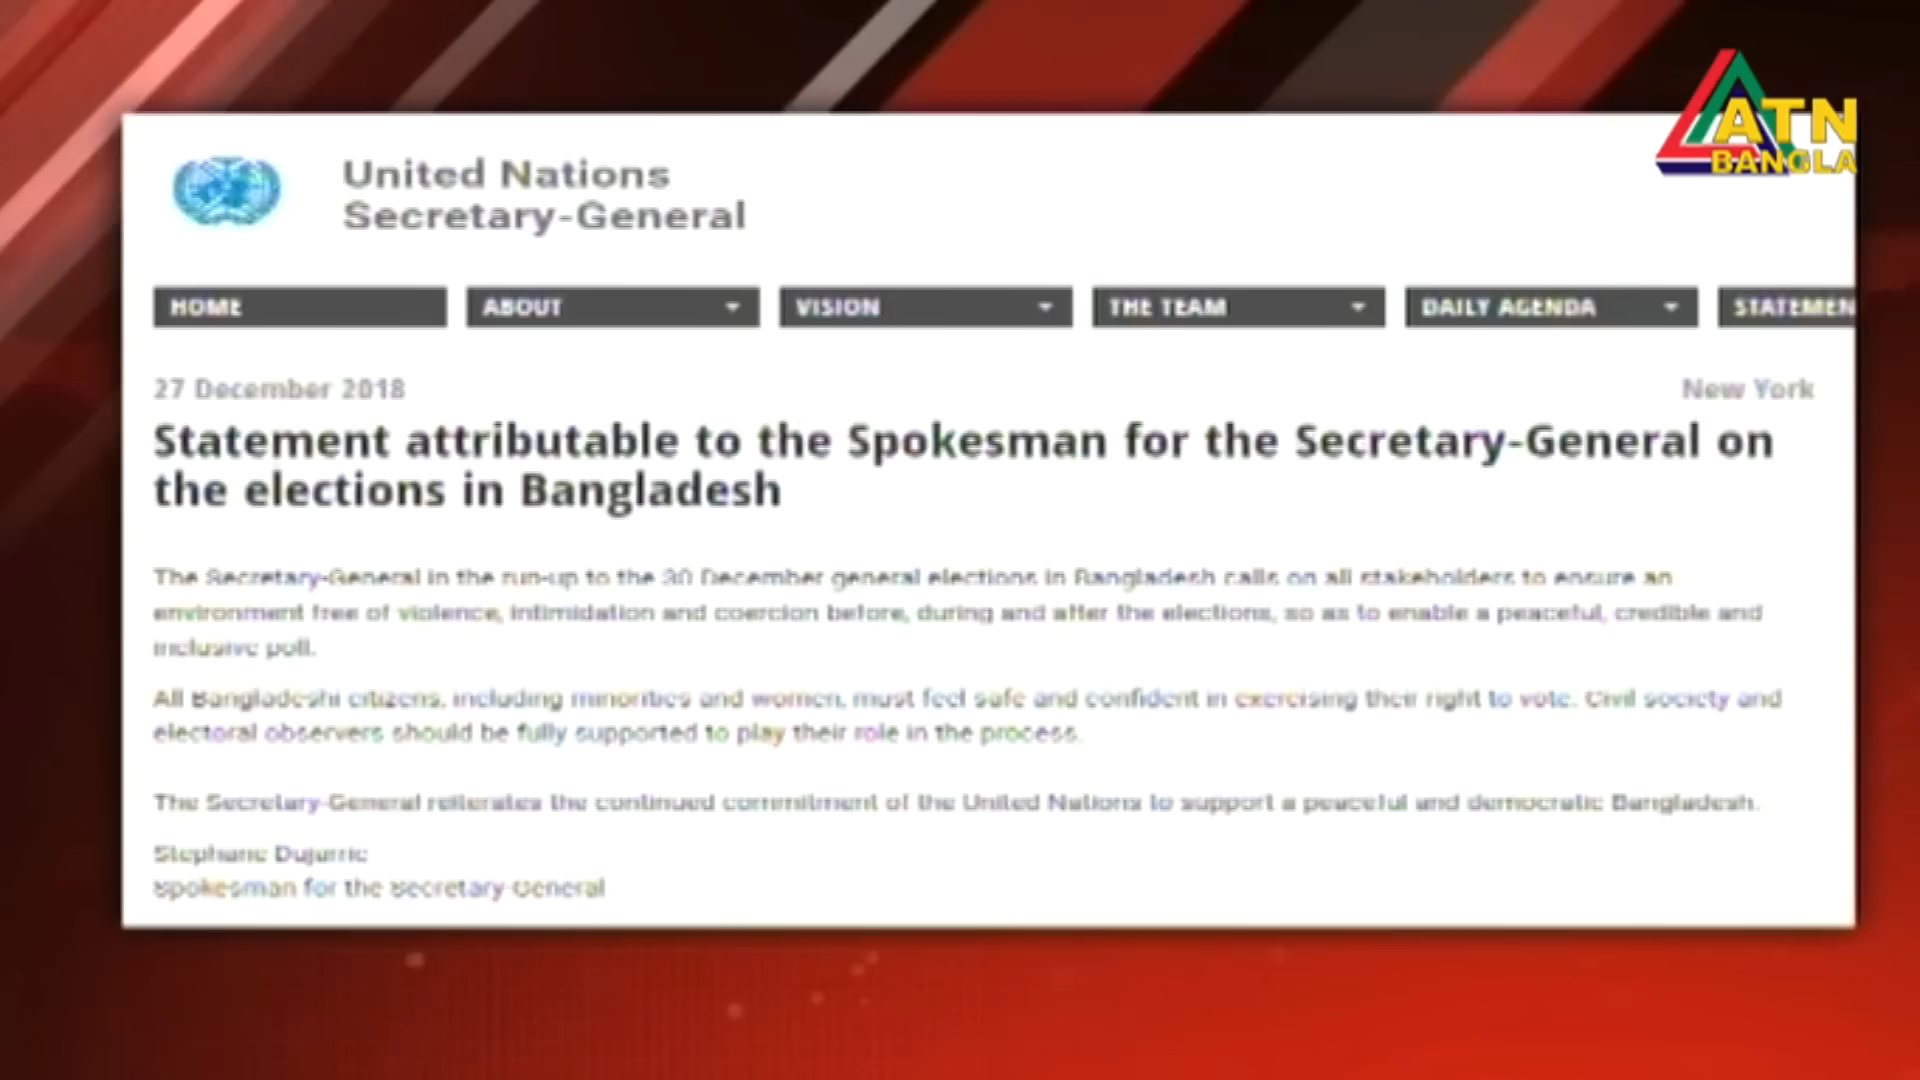 ATN
BANGLA
United Nations
Secretary-General
HOME
ABOUT
VISION
THE TEAM
DAILY AGENDA
STATEMEN
27 December 2018
New York
Statement attributable to the Spokesman for the Secretary-General on
the elections in Bangladesh
The Secretary-General in the run-up to the 30 December general elections in Bangladesh calls on all stakeholders to ensure an
environment free of violence, intimidation and coercion before, during and after the elections, so as to enable a peaceful, credible and
inclusive poll.
All Bangladeshi citizens, including minorities and women, must feel safe and confident in exercising their right to vote. Civil society and
electoral observers should be fully supported to play their role in the process.
The Secretary-General reiterates the continued commitment of the United Nations to support a peaceful and democratic Bangladesh.
Stephane Dujarric
Spokesman for the Secretary-General